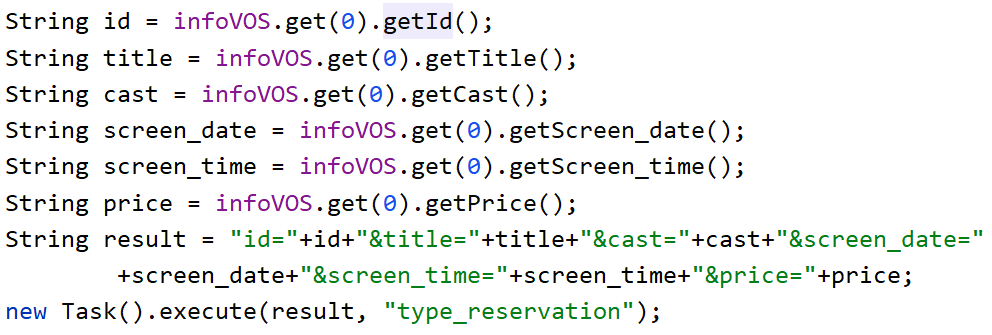 String id = infoVOS.get(0).getId();
String title = infoVOS.get(0).getTitle();
String cast = infoVOS.get(0).getCast();
String screen_date = infoVOS.get(0).getScreen_date();
String screen_time = infoVOS.get(0).getScreen_time();
String price = infoVOS.get(0).getPrice();
String result = "id="+id+"&title="+title+"&cast="+cast+"&screen_date="
+screen_date+"&screen_time="+screen_time+"&price="+price;
new Task().execute(result, "type_reservation");